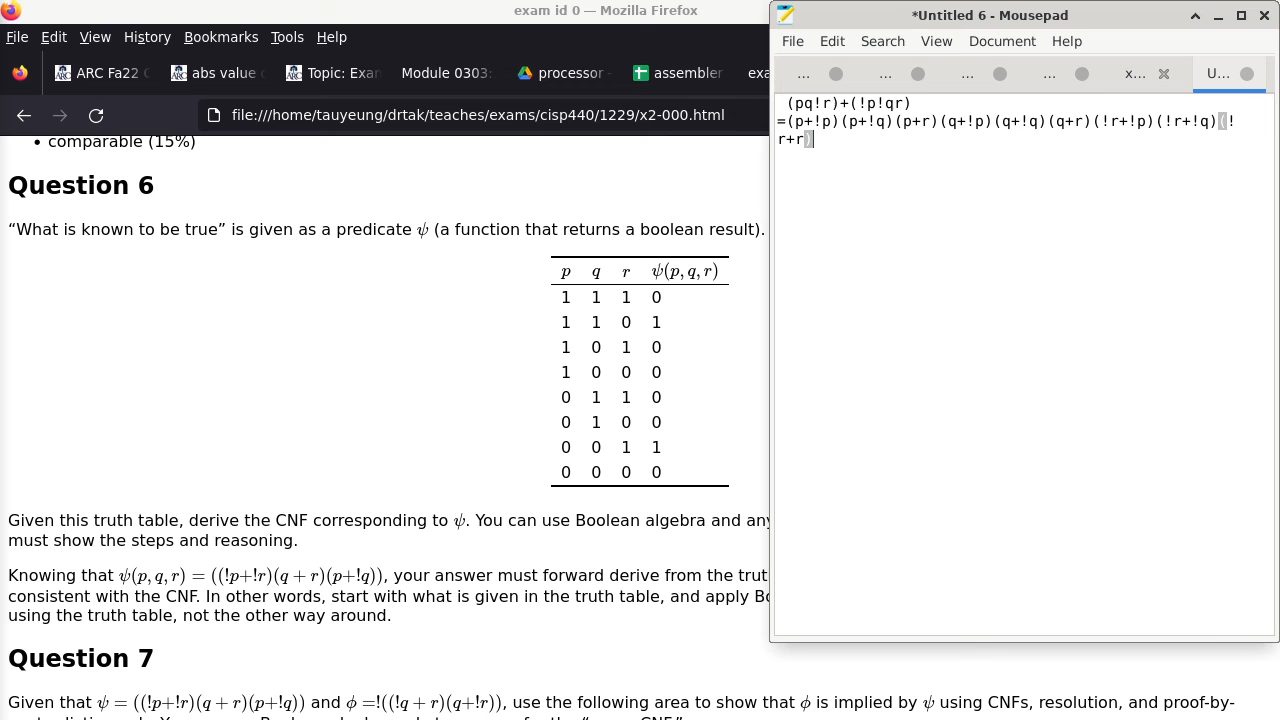 exam id 0 — Mozilla Firefox
File Edit View History Bookmarks Tools Help
ARC Fa22 abs value Topic: Exar Module 0303: processor assembler exa
file:///home/tauyeung/drtak/teaches/exams/cisp440/1229/x2-000.html
• comparable (15%)
Question 6
“What is known to be true” is given as a predicate ψ (a function that returns a boolean result).
p q r ψ(p, q, r)
1 1 1 0
1 1 0 1
1 0 1 0
1 0 0 0
0 1 1 0
0 1 0 0
0 0 1 1
0 0 0 0
Given this truth table, derive the CNF corresponding to ψ. You can use Boolean algebra and any
must show the steps and reasoning.
Knowing that ψ(p, q, r) = ((!p+!r)(q + r)(p+!q)), your answer must forward derive from the trut
consistent with the CNF. In other words, start with what is given in the truth table, and apply Bo
using the truth table, not the other way around.
Question 7
Given that ψ = ((!p+!r)(q + r)(p+!q)) and ϕ =!((!q + r)(q+!r)), use the following area to show that ϕ is implied by ψ using CNFs, resolution, and proof-by-
*Untitled 6 - Mousepad
File Edit Search View Document Help
... ... ... ... x... U...
(pq!r)+(!p!qr)
=(p+!p)(p+!q)(p+r)(q+!p)(q+!q)(q+r)(!r+!p)(!r+!q)(!
r+r)